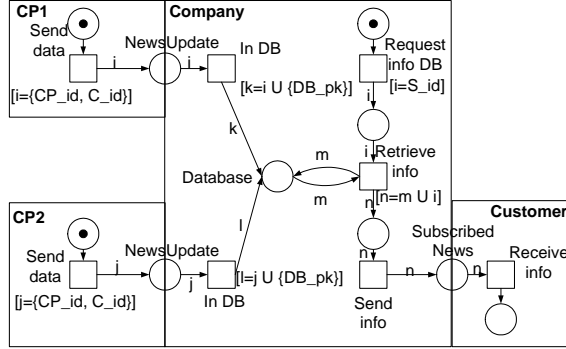 CP1
Company
Send
data
NewsUpdate
In DB
Request
info DB
i
i
[k=i U {DB_pk}]
[i=S_id]
[i={CP_id, C_id}]
i
k
i
Retrieve
info
m
Database
m
[n=m U i]
n
CP2
l
Customer
NewsUpdate
Subscribed
News
Send
data
n
Receive
info
j
j
[l=j U {DB_pk}]
n
n
[j={CP_id, C_id}]
In DB
Send
info